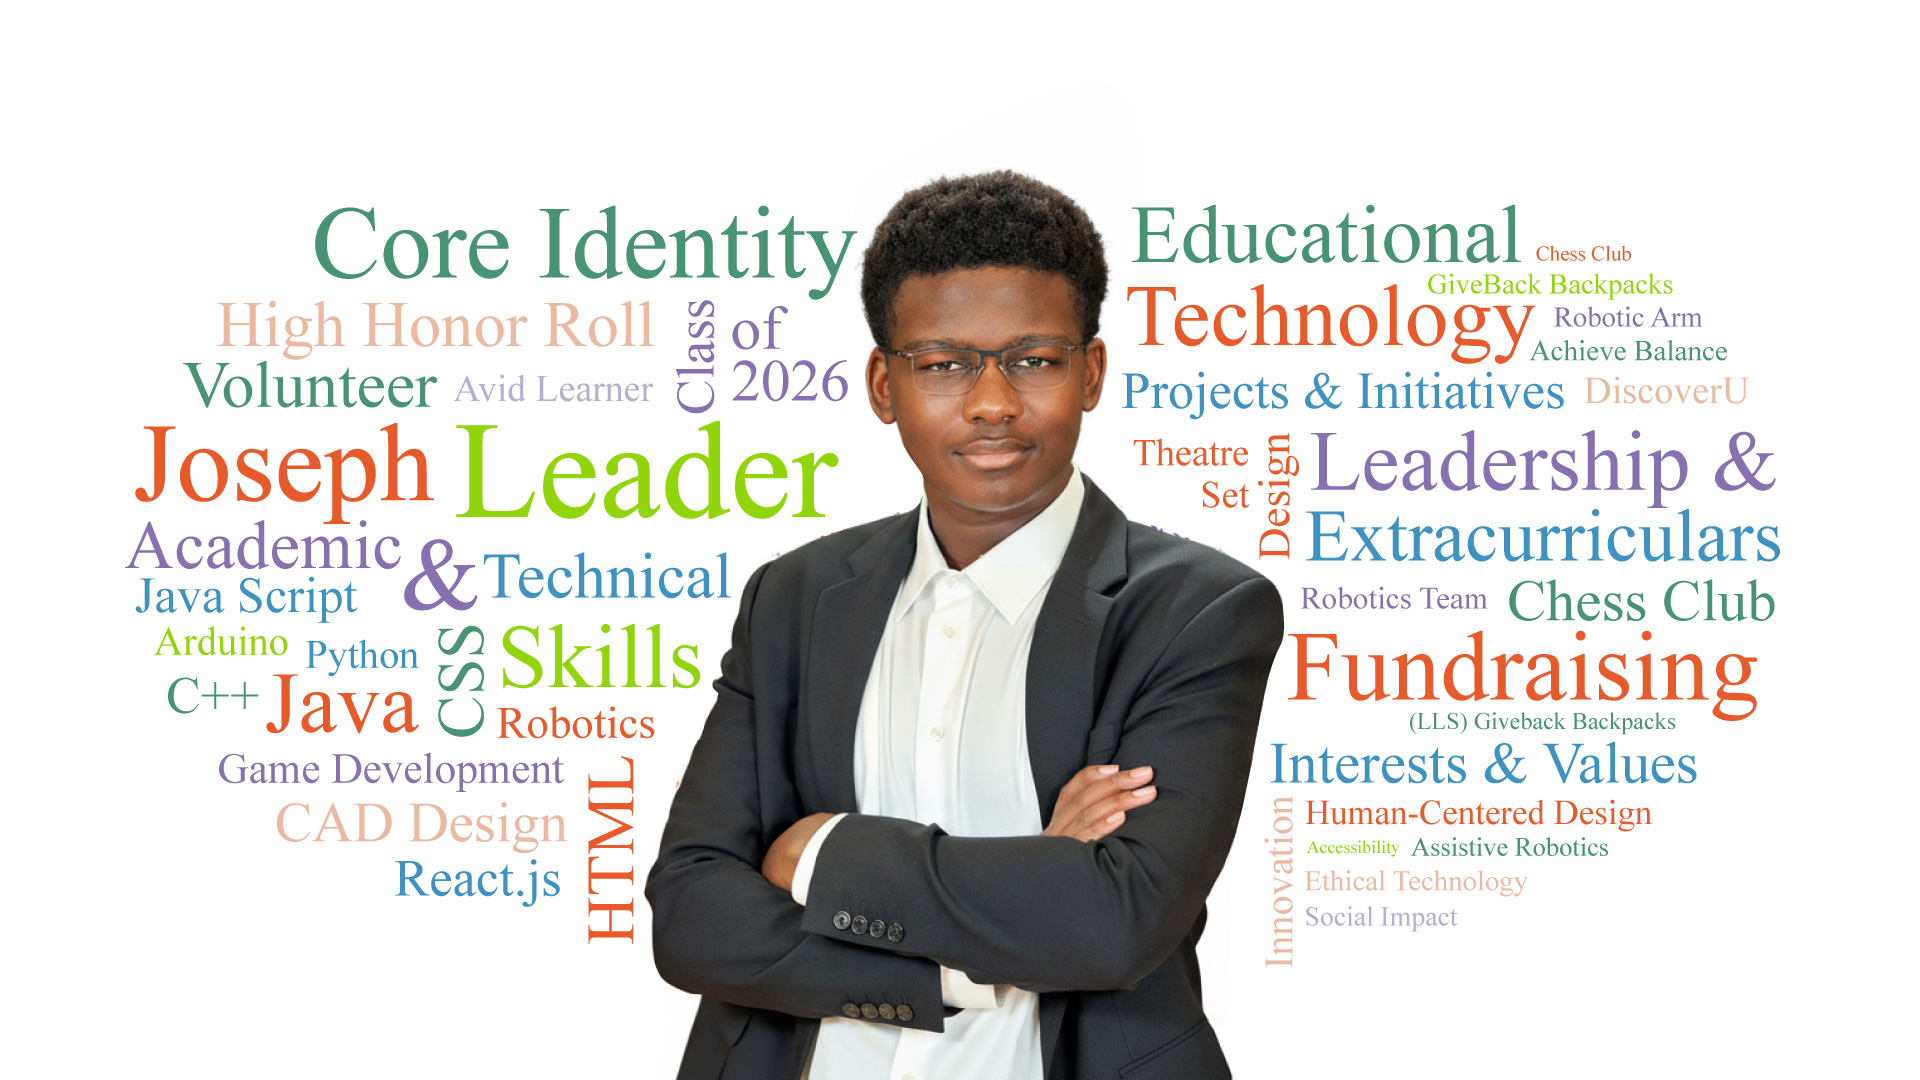 Core Identity
High Honor Roll
Class
of
2026
Volunteer
Avid Learner
Joseph
Leader
Academic
&
Technical
Java Script
Arduino
Python
CSS
Skills
C++
Java
Robotics
Game Development
HTML
CAD Design
React.js
Educational
Chess Club
GiveBack Backpacks
Technology
Robotic Arm
Achieve Balance
Projects & Initiatives
DiscoverU
Theatre
Set
Design
Leadership &
Extracurriculars
Robotics Team
Chess Club
Fundraising
(LLS) Giveback Backpacks
Interests & Values
Innovation
Human-Centered Design
Accessibility
Assistive Robotics
Ethical Technology
Social Impact